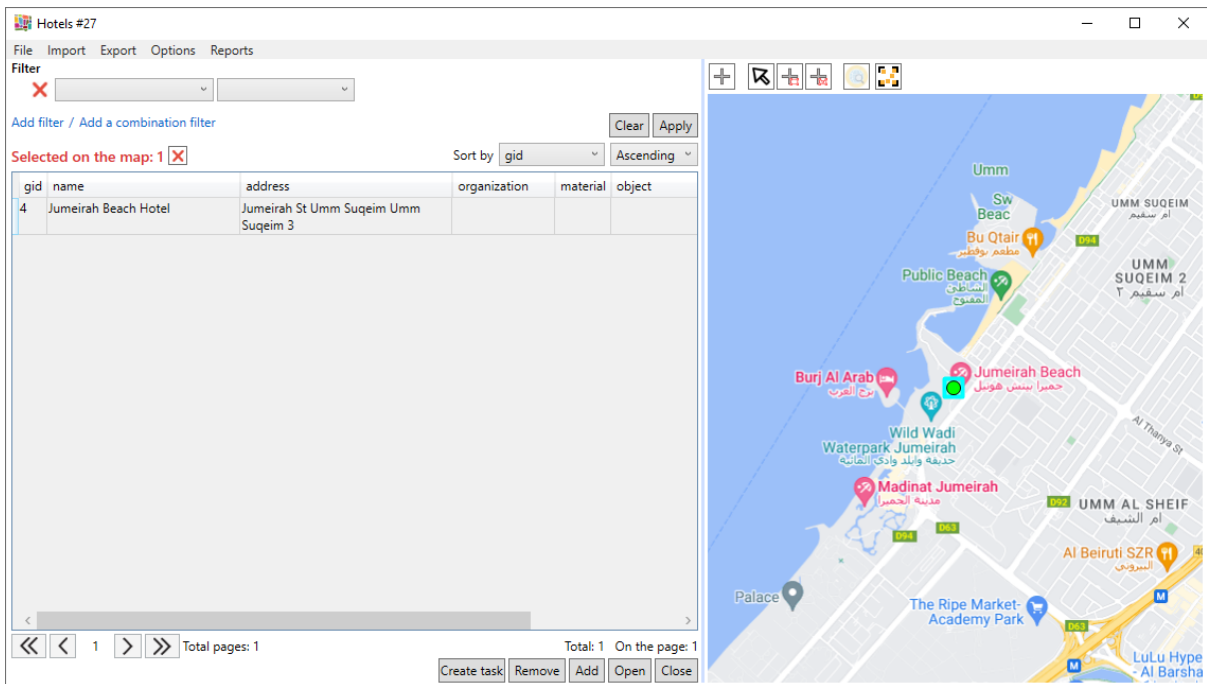 Hotels #27
File Import Export Options Reports
Filter
Add filter / Add a combination filter
Clear Apply
Selected on the map: 1
Sort by gid Ascending
gid name address organization material object
4 Jumeirah Beach Hotel Jumeirah St Umm Suqeim Umm
Suqeim 3
1 Total pages: 1
Total: 1 On the page: 1
Create task Remove Add Open Close
Umm
Sw
Beac
UMM SUQEIM
ام سقيم
Bu Qtair
مطعم بوقطير
D94
UMM
SUQEIM 2
ام سقيم ٢
Public Beach
الشاطئ
المفتوح
Burj Al Arab
برج العرب
Jumeirah Beach
جميرا بيتش هوتيل
Wild Wadi
Waterpark Jumeirah
Al Thanya St
Madinat Jumeirah
مدينة الجميرا
D92
UMM AL SHEIF
ام الشيف
D94
D63
Al Beiruti SZR
البيروتي
Palace
The Ripe Market-
Academy Park
M
D63
M
LuLu Hype
- Al Barsha